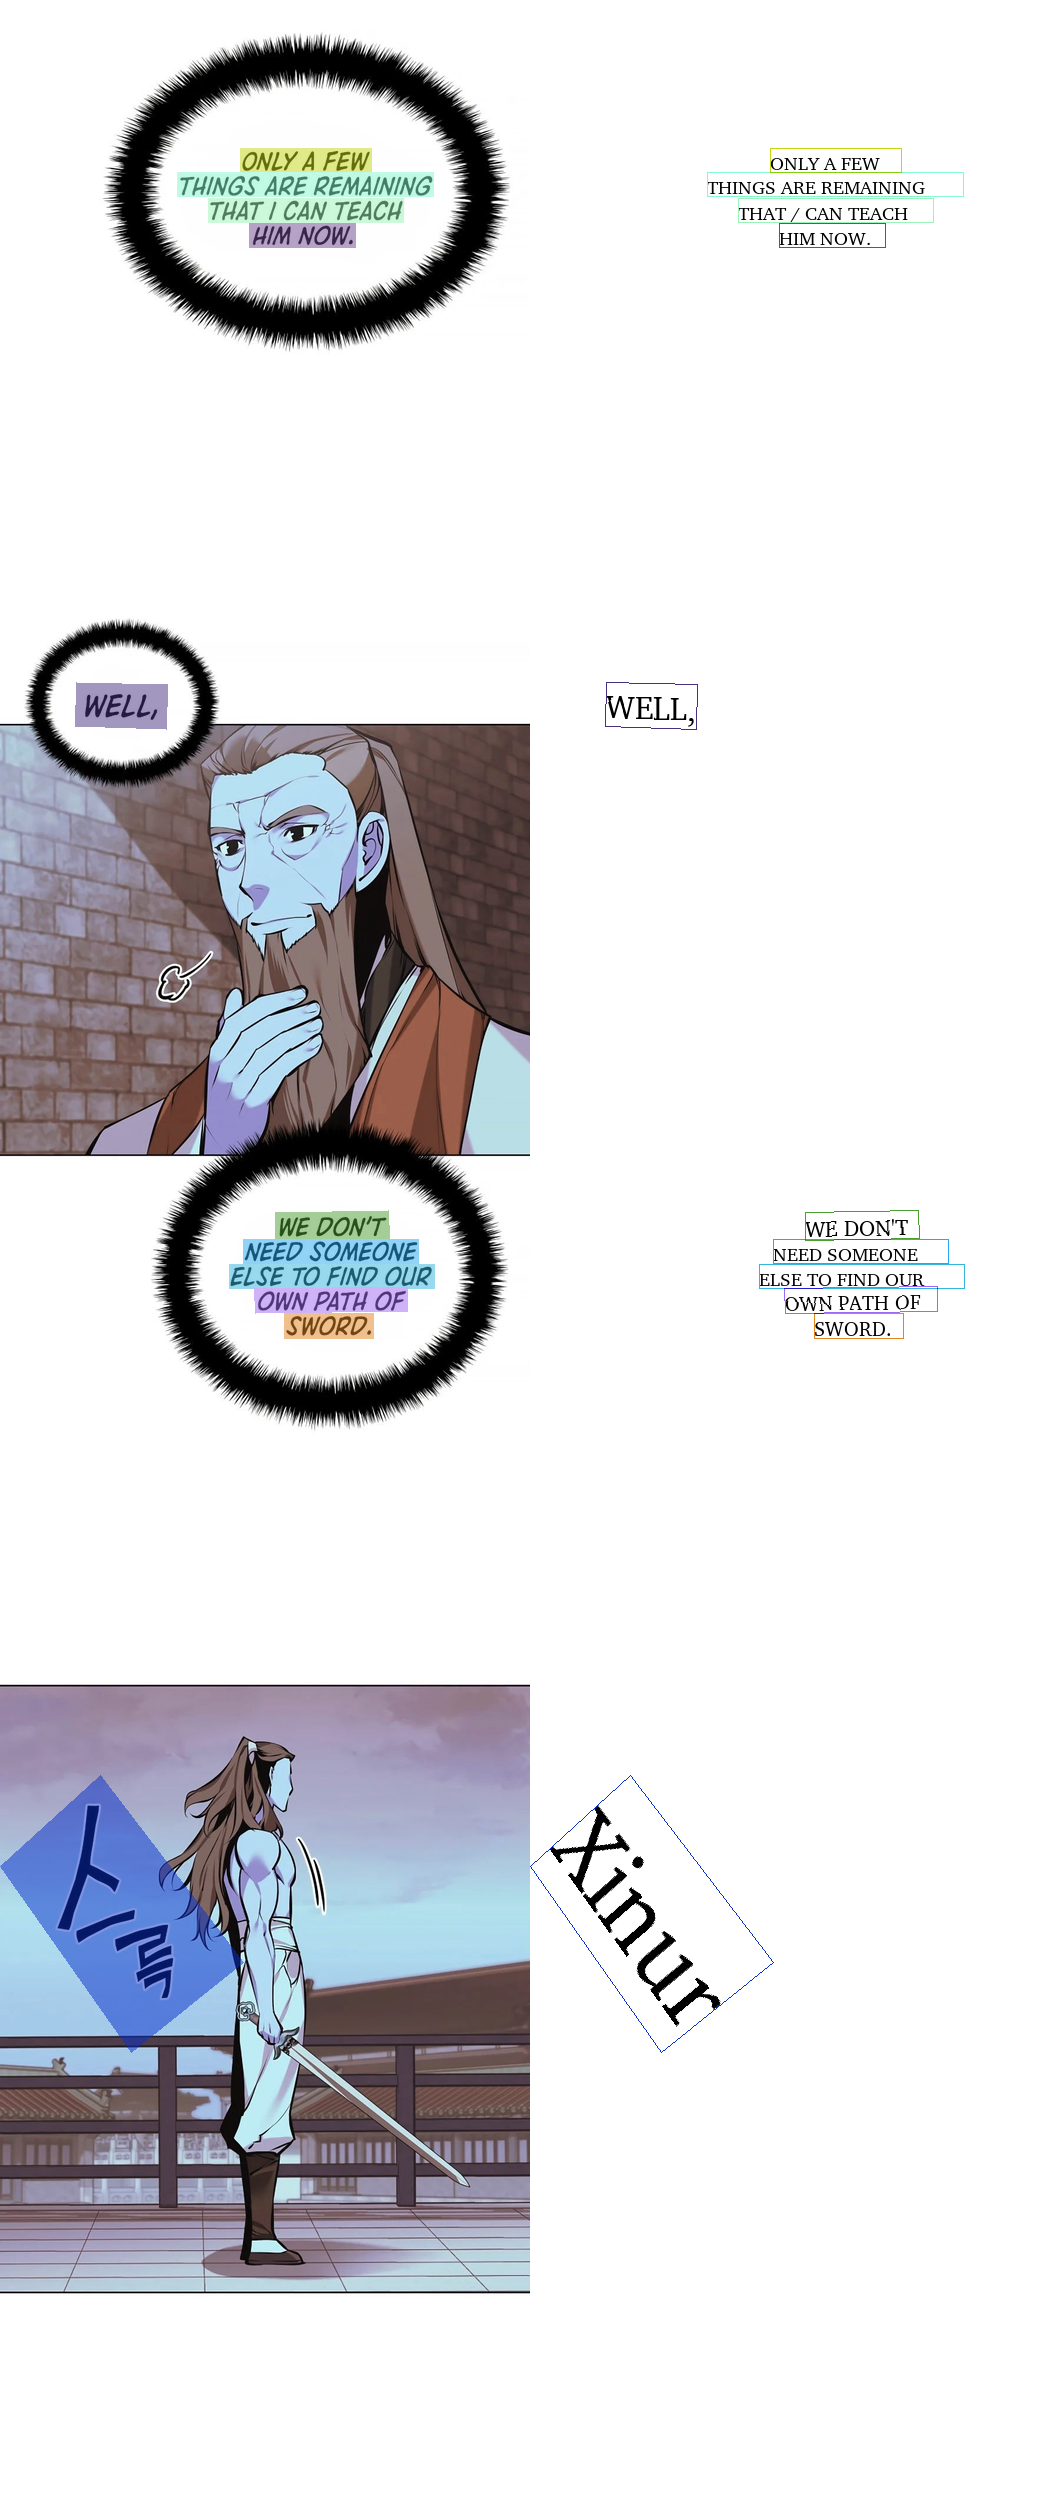 ONLY A FEW
THINGS ARE REMAINING
THAT I CAN TEACH
HIM NOW.
ONLY A FEW
THINGS ARE REMAINING
THAT / CAN TEACH
HIM NOW.
WELL,
WELL,
WE DON'T
NEED SOMEONE
ELSE TO FIND OUR
OWN PATH OF
SWORD.
WE DON'T
NEED SOMEONE
ELSE TO FIND OUR
OWN PATH OF
SWORD.
스륵
Xinur